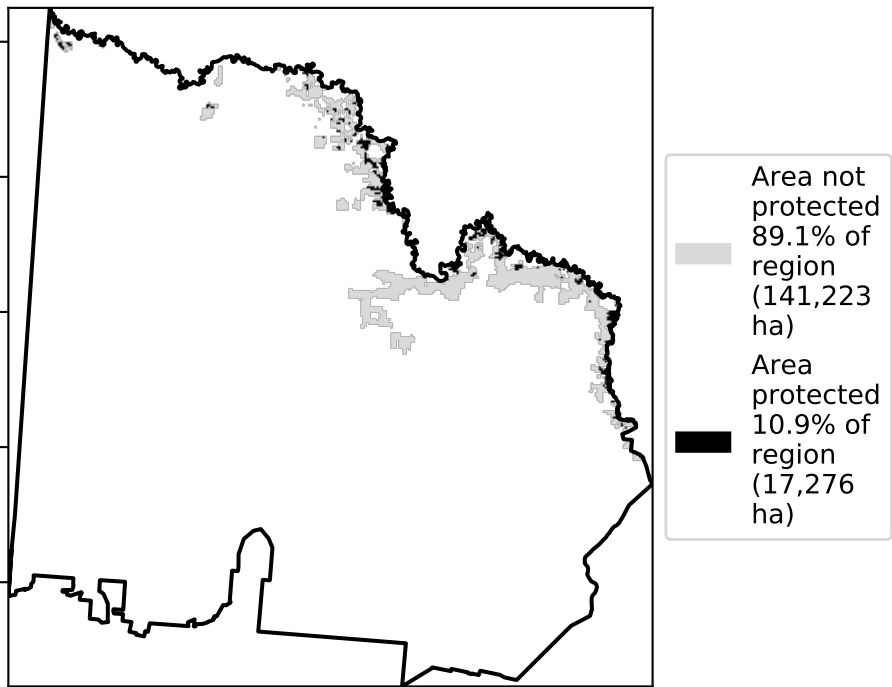 Area not
protected
89.1% of
region
(141,223
ha)
Area
protected
10.9% of
region
(17,276
ha)